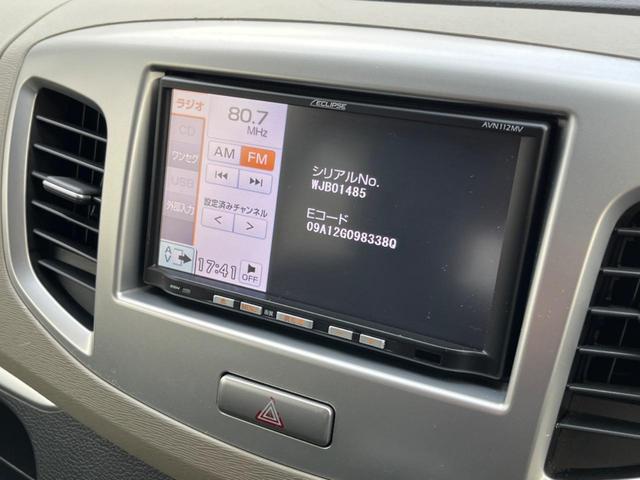 ECLIPSE
AVN112MV
ラジオ
80.7
MHz
CD
AM FM
ワンセグ
USB
設定済みチャンネル
外部入力
< >
A
V
17:41
OFF
シリアルNo.
WJB01485
Eコード
09A12G098338Q